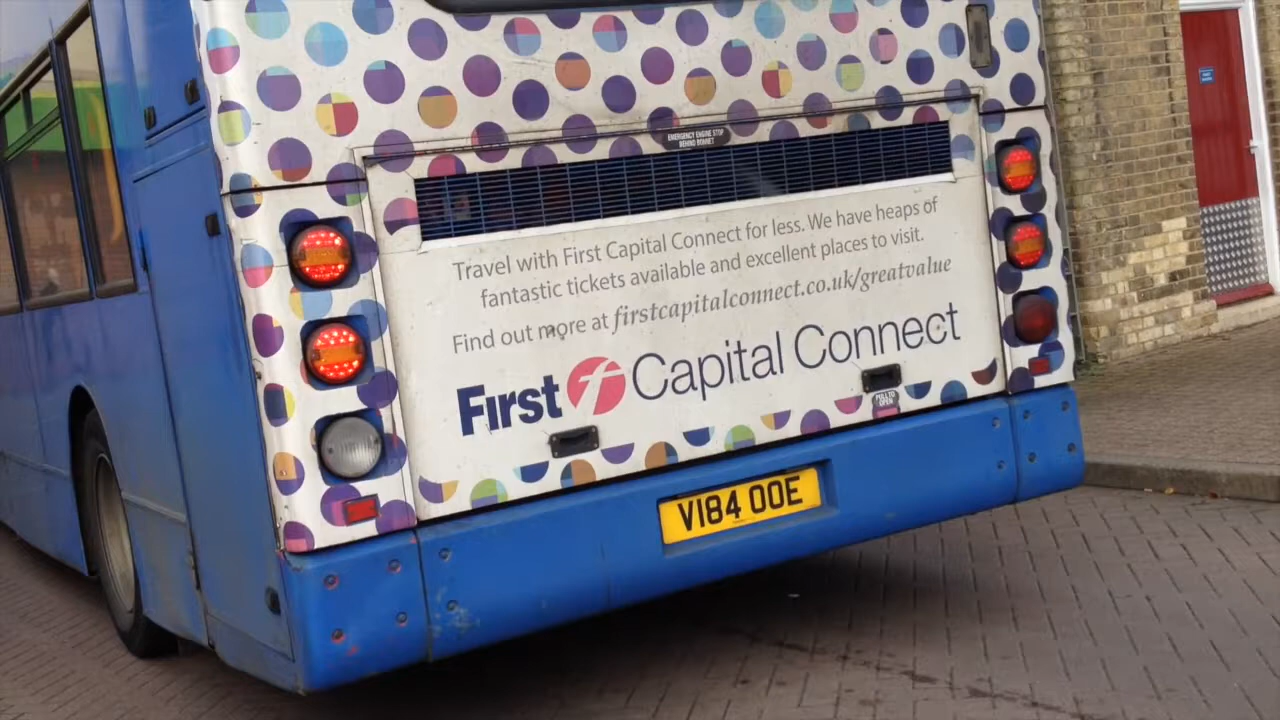 EMERGENCY ENGINE STOP
BEHIND BONNET
Travel with First Capital Connect for less. We have heaps of
fantastic tickets available and excellent places to visit.
Find out more at firstcapitalconnect.co.uk/greatvalue
First Capital Connect
PULL TO
OPEN
V184 OOE